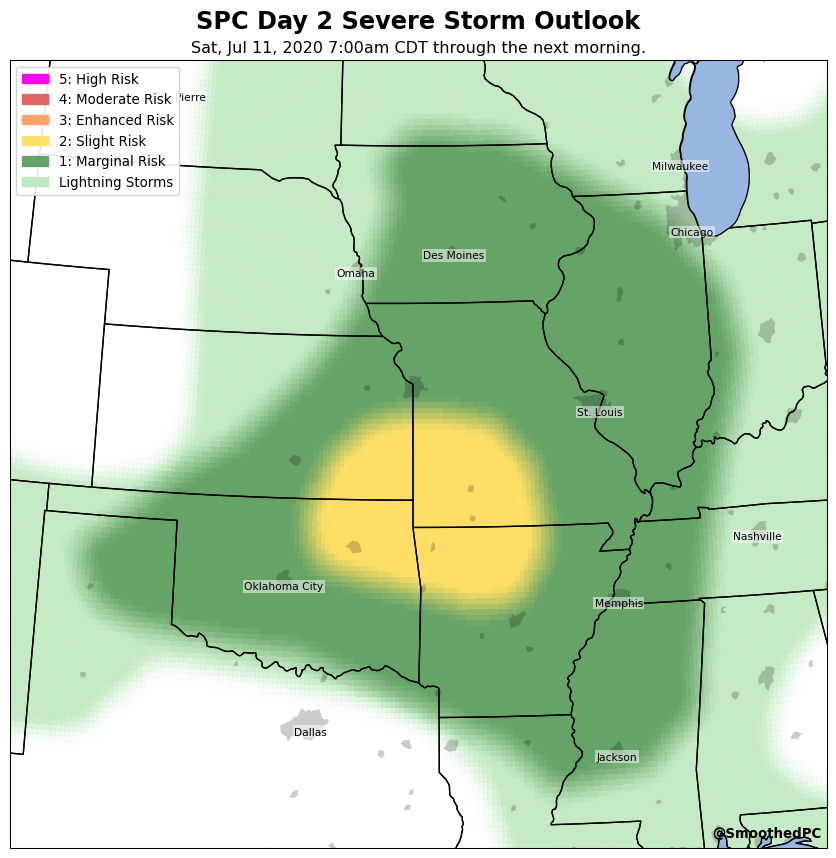 SPC Day 2 Severe Storm Outlook
Sat, Jul 11, 2020 7:00am CDT through the next morning.
5: High Risk
4: Moderate Risk
Pierre
3: Enhanced Risk
2: Slight Risk
1: Marginal Risk
Lightning Storms
Milwaukee
Chicago
Des Moines
Omaha
St. Louis
Nashville
Oklahoma City
Memphis
Dallas
Jackson
@SmoothedPC